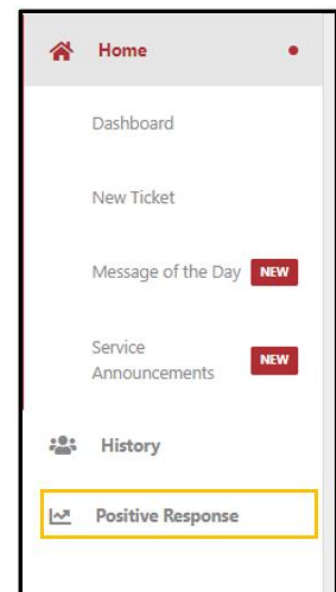 Home
Dashboard
New Ticket
Message of the Day NEW
Service
Announcements NEW
History
Positive Response